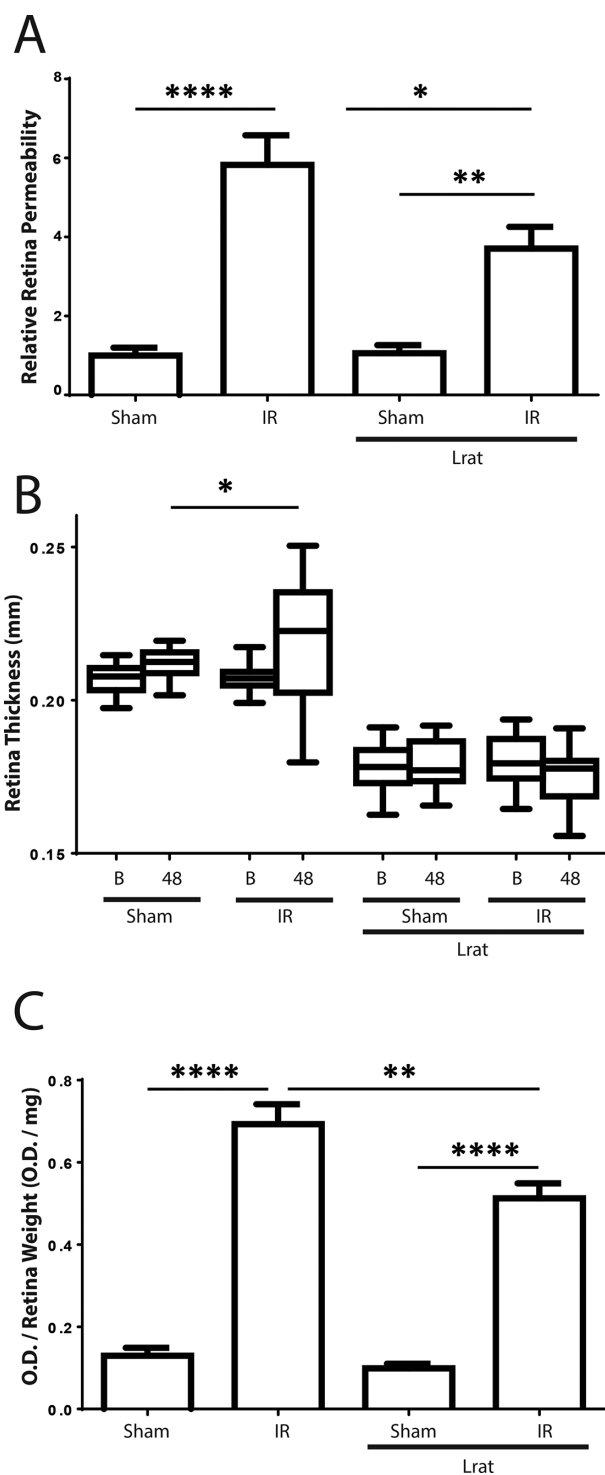 A
Relative Retina Permeability
8
6
4
2
0
****
*
**
Sham IR Sham IR
Lrat
B
Retina Thickness (mm)
0.25
0.20
0.15
*
B 48 B 48 B 48 B 48
Sham IR Sham IR
Lrat
C
O.D. / Retina Weight (O.D. / mg)
0.8
0.6
0.4
0.2
0.0
**** **
****
Sham IR Sham IR
Lrat